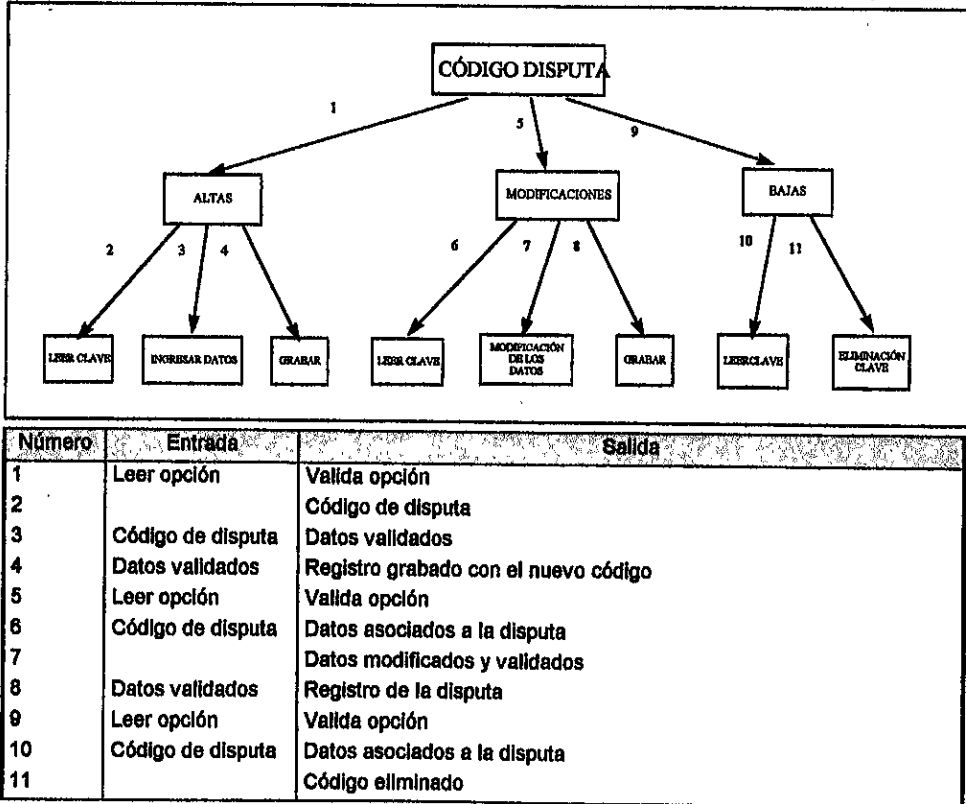 CÓDIGO DISPUTA
1
5
9
ALTAS
MODIFICACIONES
BAJAS
2
3
4
6
7
8
10
11
LEER CLAVE
INGRESAR DATOS
GRABAR
LEER CLAVE
MODIFICACIÓN
DE LOS
DATOS
GRABAR
LEERCLAVE
ELIMINACIÓN
CLAVE
Número Entrada Salida
1 Leer opción Valida opción
2 Código de disputa
3 Código de disputa Datos validados
4 Datos validados Registro grabado con el nuevo código
5 Leer opción Valida opción
6 Código de disputa Datos asociados a la disputa
7 Datos modificados y validados
8 Datos validados Registro de la disputa
9 Leer opción Valida opción
10 Código de disputa Datos asociados a la disputa
11 Código eliminado